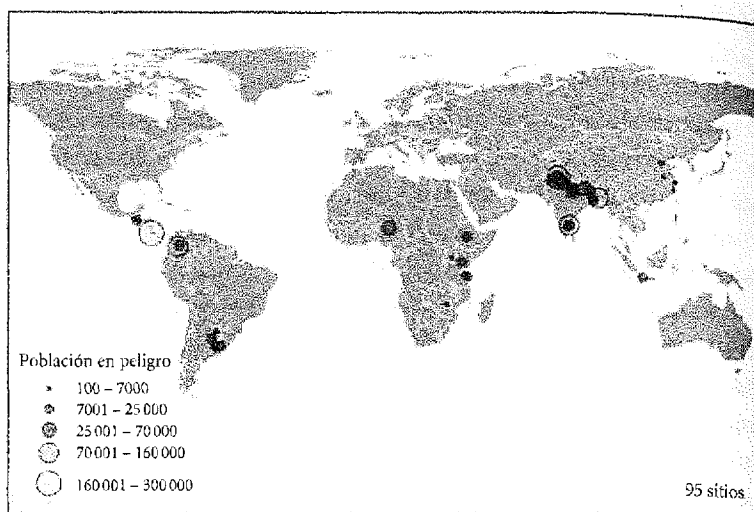 Población en peligro
100 – 7000
7001 – 25 000
25 001 – 70 000
70 001 – 160 000
160 001 – 300 000
95 sitios